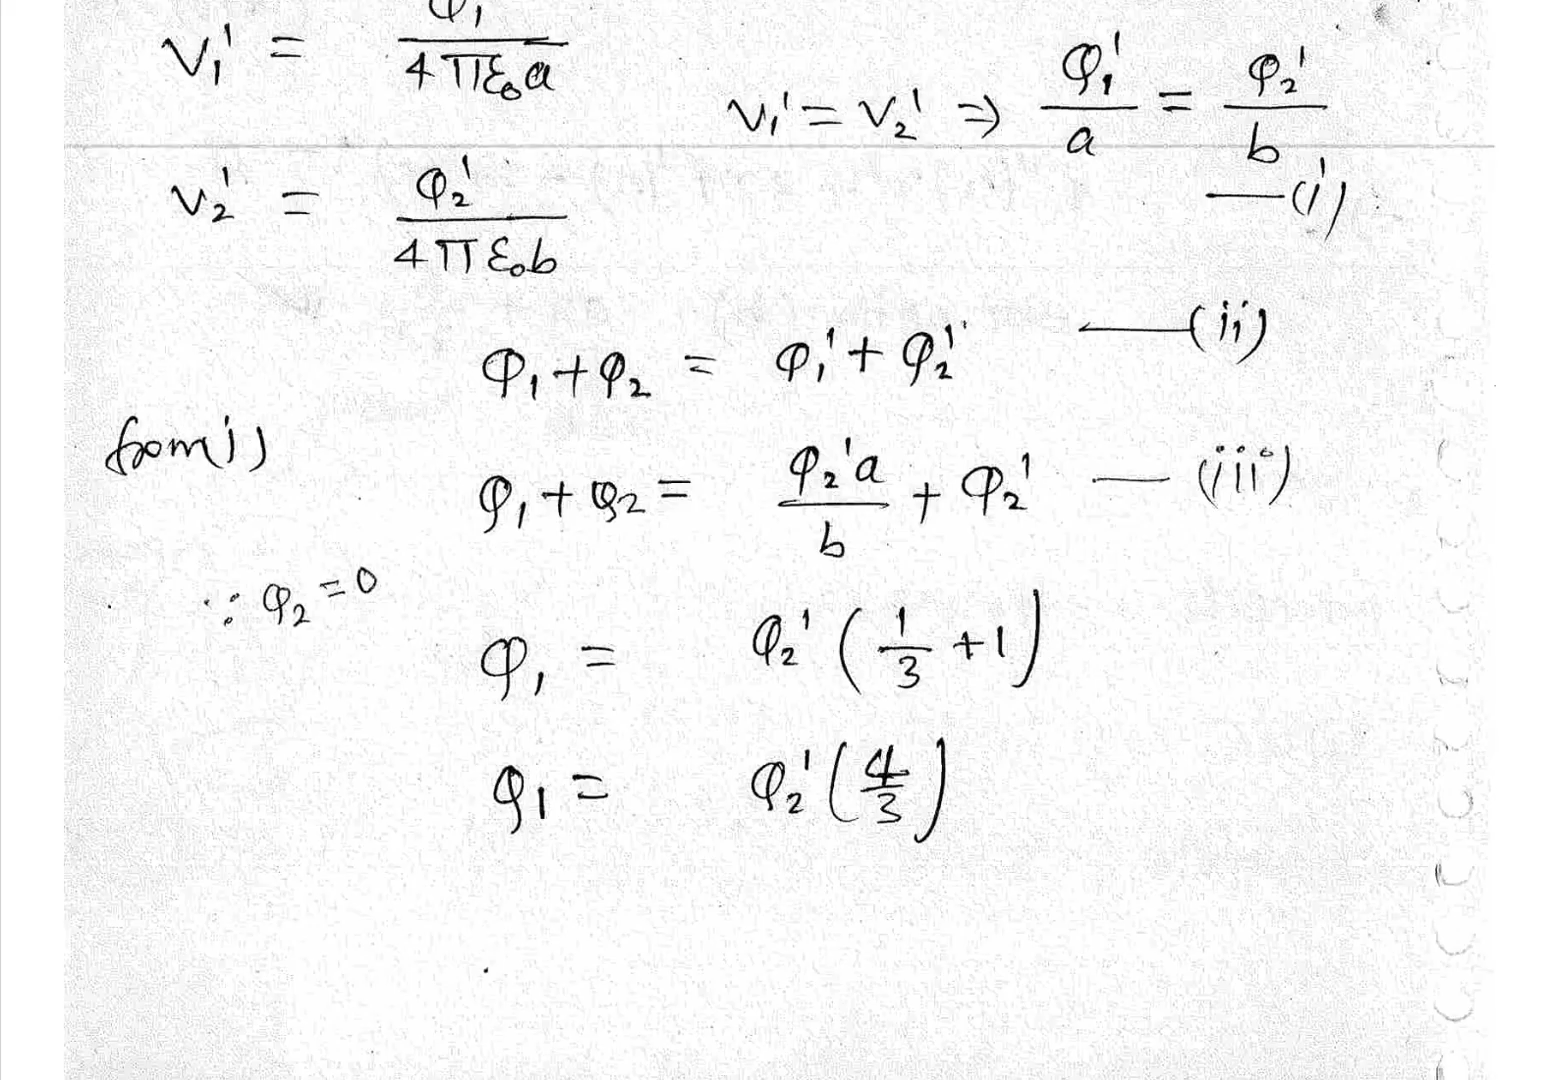 V₁' = Q₁' / 4πε₀a
V₁' = V₂' ⇒ Q₁'/a = Q₂'/b —(i)
V₂' = Q₂' / 4πε₀b
Q₁ + Q₂ = Q₁' + Q₂' —(ii)
from i)
Q₁ + Q₂ = Q₂'a/b + Q₂' — (iii)
∵ Q₂ = 0
Q₁ = Q₂' (1/3 + 1)
Q₁ = Q₂' (4/3)